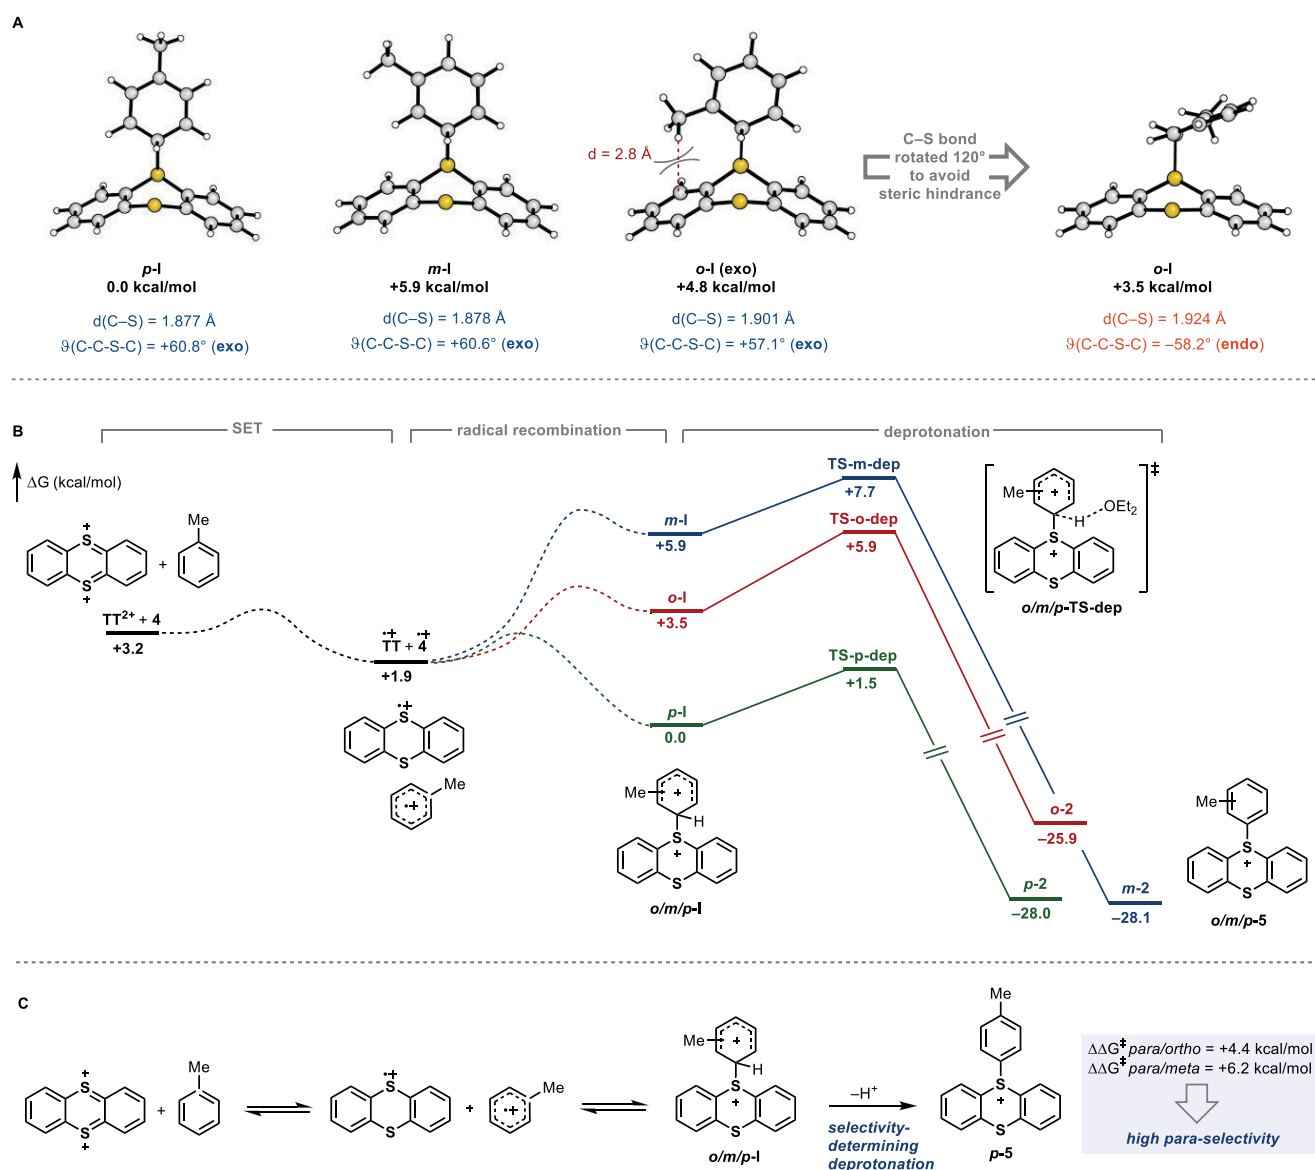 A
d = 2.8 Å
C–S bond
rotated 120°
to avoid
steric hindrance
p-I
0.0 kcal/mol
d(C–S) = 1.877 Å
ϑ(C-C-S-C) = +60.8° (exo)
m-I
+5.9 kcal/mol
d(C–S) = 1.878 Å
ϑ(C-C-S-C) = +60.6° (exo)
o-I (exo)
+4.8 kcal/mol
d(C–S) = 1.901 Å
ϑ(C-C-S-C) = +57.1° (exo)
o-I
+3.5 kcal/mol
d(C–S) = 1.924 Å
ϑ(C-C-S-C) = –58.2° (endo)
B
SET
radical recombination
deprotonation
ΔG (kcal/mol)
+
S
S
+
+
Me
TT2+ + 4
+3.2
TT•+ + 4•+
+1.9
•+
S
S
Me
•+
m-I
+5.9
o-I
+3.5
p-I
0.0
Me
+
H
S
+
S
o/m/p-I
TS-m-dep
+7.7
TS-o-dep
+5.9
TS-p-dep
+1.5
‡
Me
+
H
OEt2
S
+
S
o/m/p-TS-dep
o-2
–25.9
p-2
–28.0
m-2
–28.1
Me
S
+
S
o/m/p-5
C
+
S
S
+
+
Me
•+
S
S
+
Me
•+
Me
+
H
S
+
S
o/m/p-I
–H+
selectivity-
determining
deprotonation
Me
S
+
S
p-5
ΔΔG‡ para/ortho = +4.4 kcal/mol
ΔΔG‡ para/meta = +6.2 kcal/mol
high para-selectivity